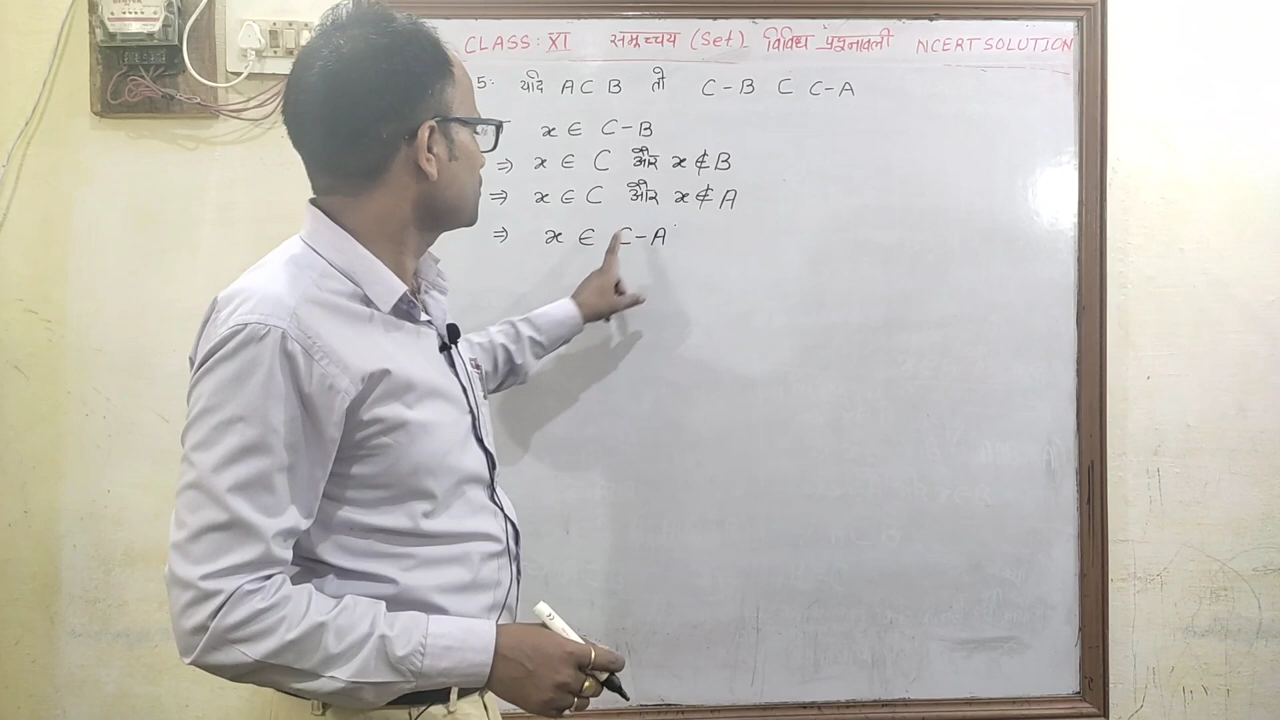 CLASS: XI समुच्चय (Set) विविध प्रश्नावली NCERT SOLUTION
5:- यदि A ⊂ B तो C - B ⊂ C - A
x ∈ C - B
⇒ x ∈ C और x ∉ B
⇒ x ∈ C और x ∉ A
⇒ x ∈ C - A